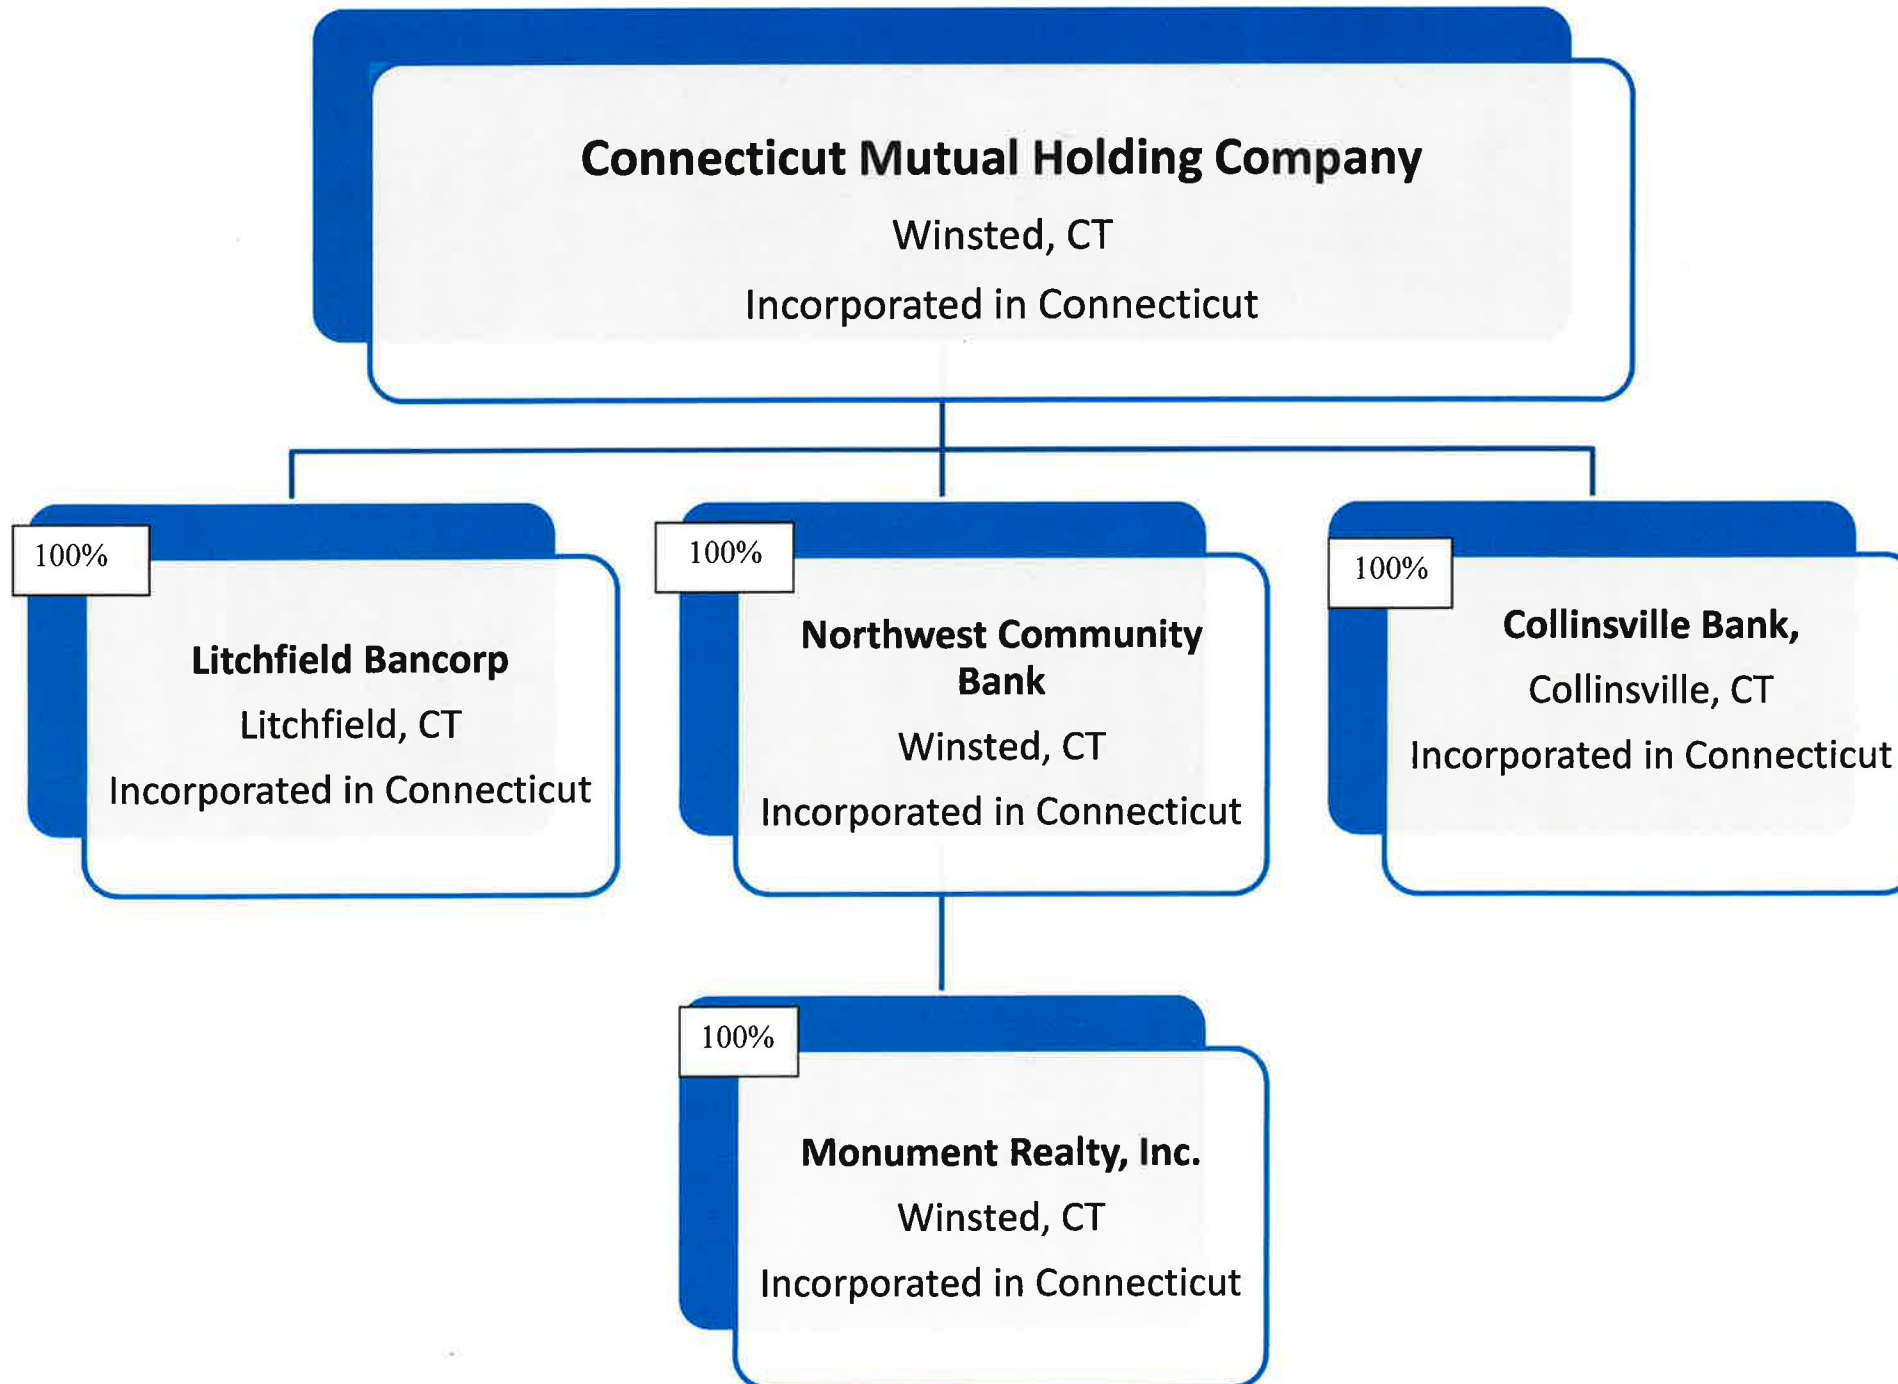 Connecticut Mutual Holding Company
Winsted, CT
Incorporated in Connecticut
100%
Litchfield Bancorp
Litchfield, CT
Incorporated in Connecticut
100%
Northwest Community
Bank
Winsted, CT
Incorporated in Connecticut
100%
Collinsville Bank,
Collinsville, CT
Incorporated in Connecticut
100%
Monument Realty, Inc.
Winsted, CT
Incorporated in Connecticut